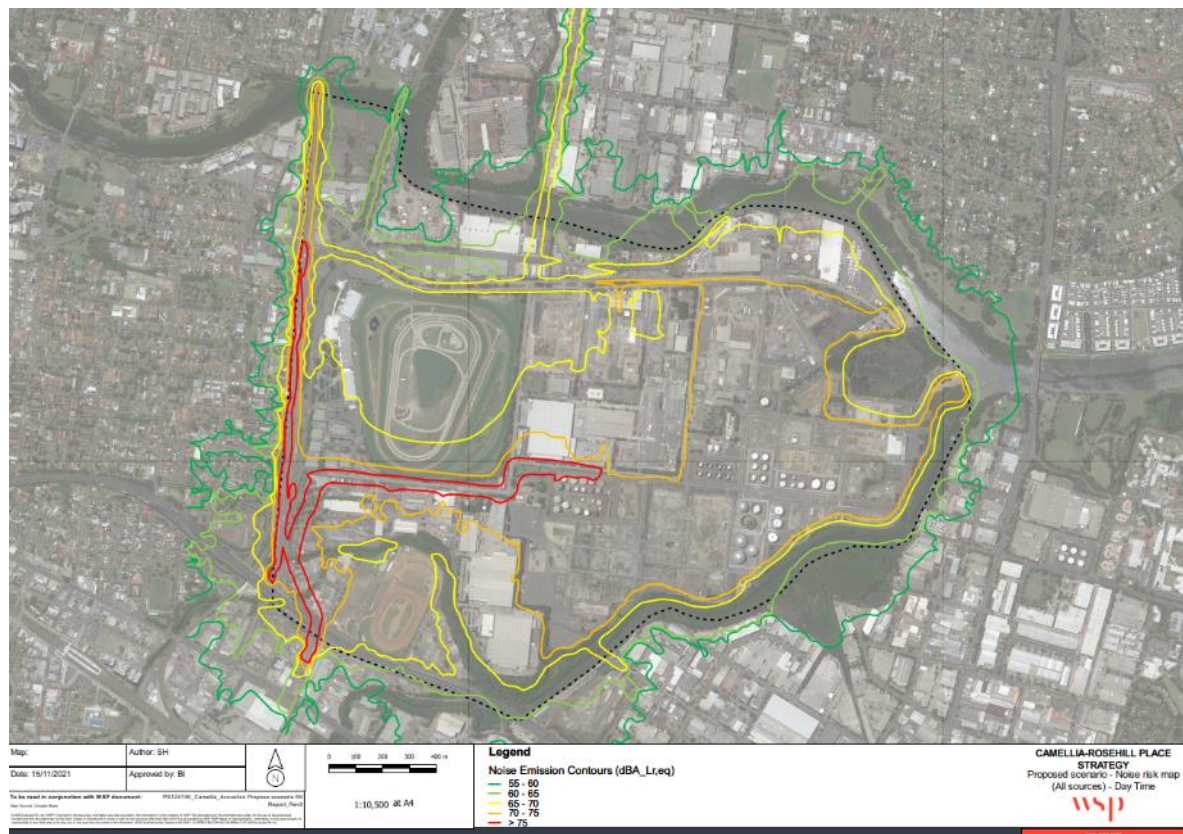 Map:
Author: SH
Date: 15/11/2021
Approved by: BI
To be read in conjunction with WSP document:
N
0 100 200 300 400 m
1:10,500 at A4
Legend
Noise Emission Contours (dBA_Lr,eq)
55 - 60
60 - 65
65 - 70
70 - 75
> 75
CAMELLIA-ROSEHILL PLACE
STRATEGY
Proposed scenario - Noise risk map
(All sources) - Day Time
wsp